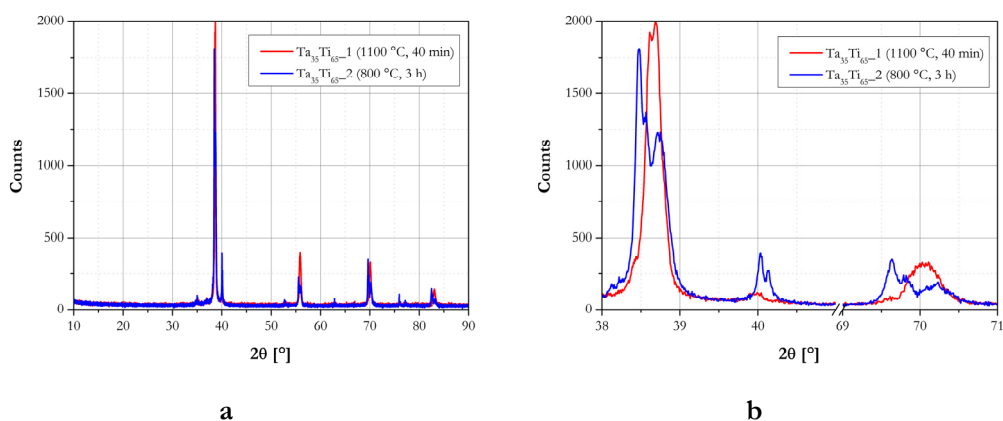 2000
1500
1000
500
0
Counts
10 20 30 40 50 60 70 80 90
2θ [°]
Ta35Ti65_1 (1100 °C, 40 min)
Ta35Ti65_2 (800 °C, 3 h)
a
2000
1500
1000
500
0
Counts
38 39 40 69 70 71
2θ [°]
Ta35Ti65_1 (1100 °C, 40 min)
Ta35Ti65_2 (800 °C, 3 h)
b